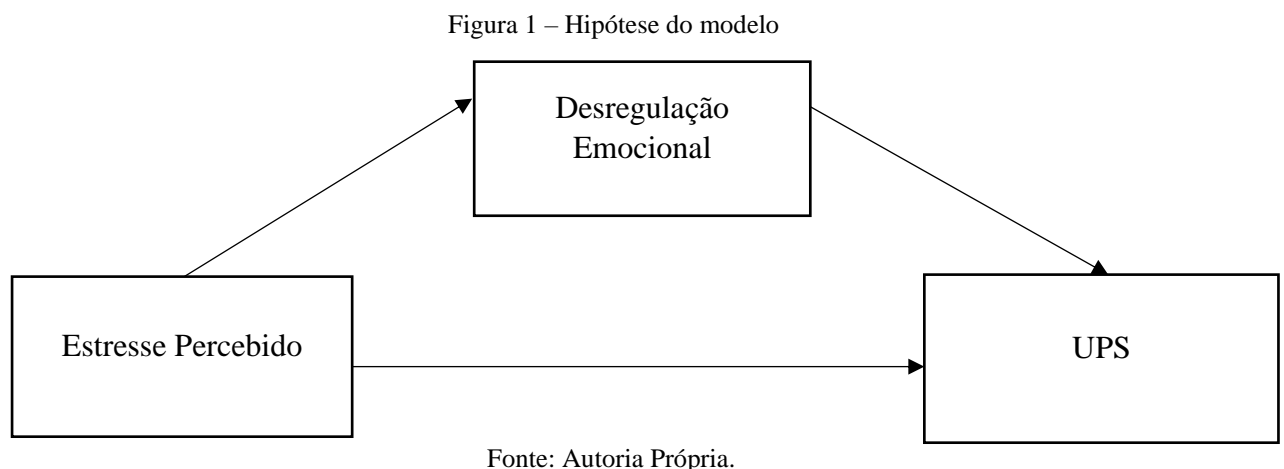 Figura 1 – Hipótese do modelo
Desregulação
Emocional
Estresse Percebido
UPS
Fonte: Autoria Própria.